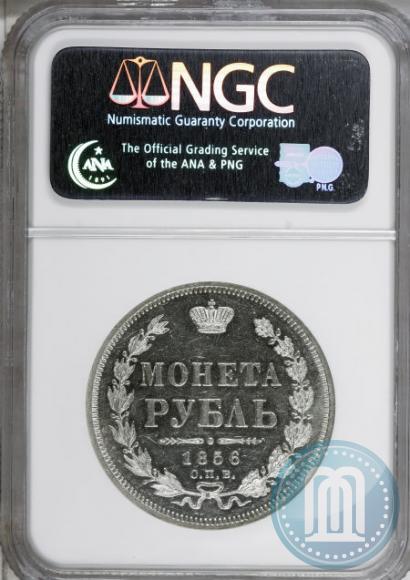 NGC
Numismatic Guaranty Corporation
The Official Grading Service
of the ANA & PNG
ANA
1891
P.N.G.
МОНЕТА
РУБЛЬ
1856
С.П.Б.
M